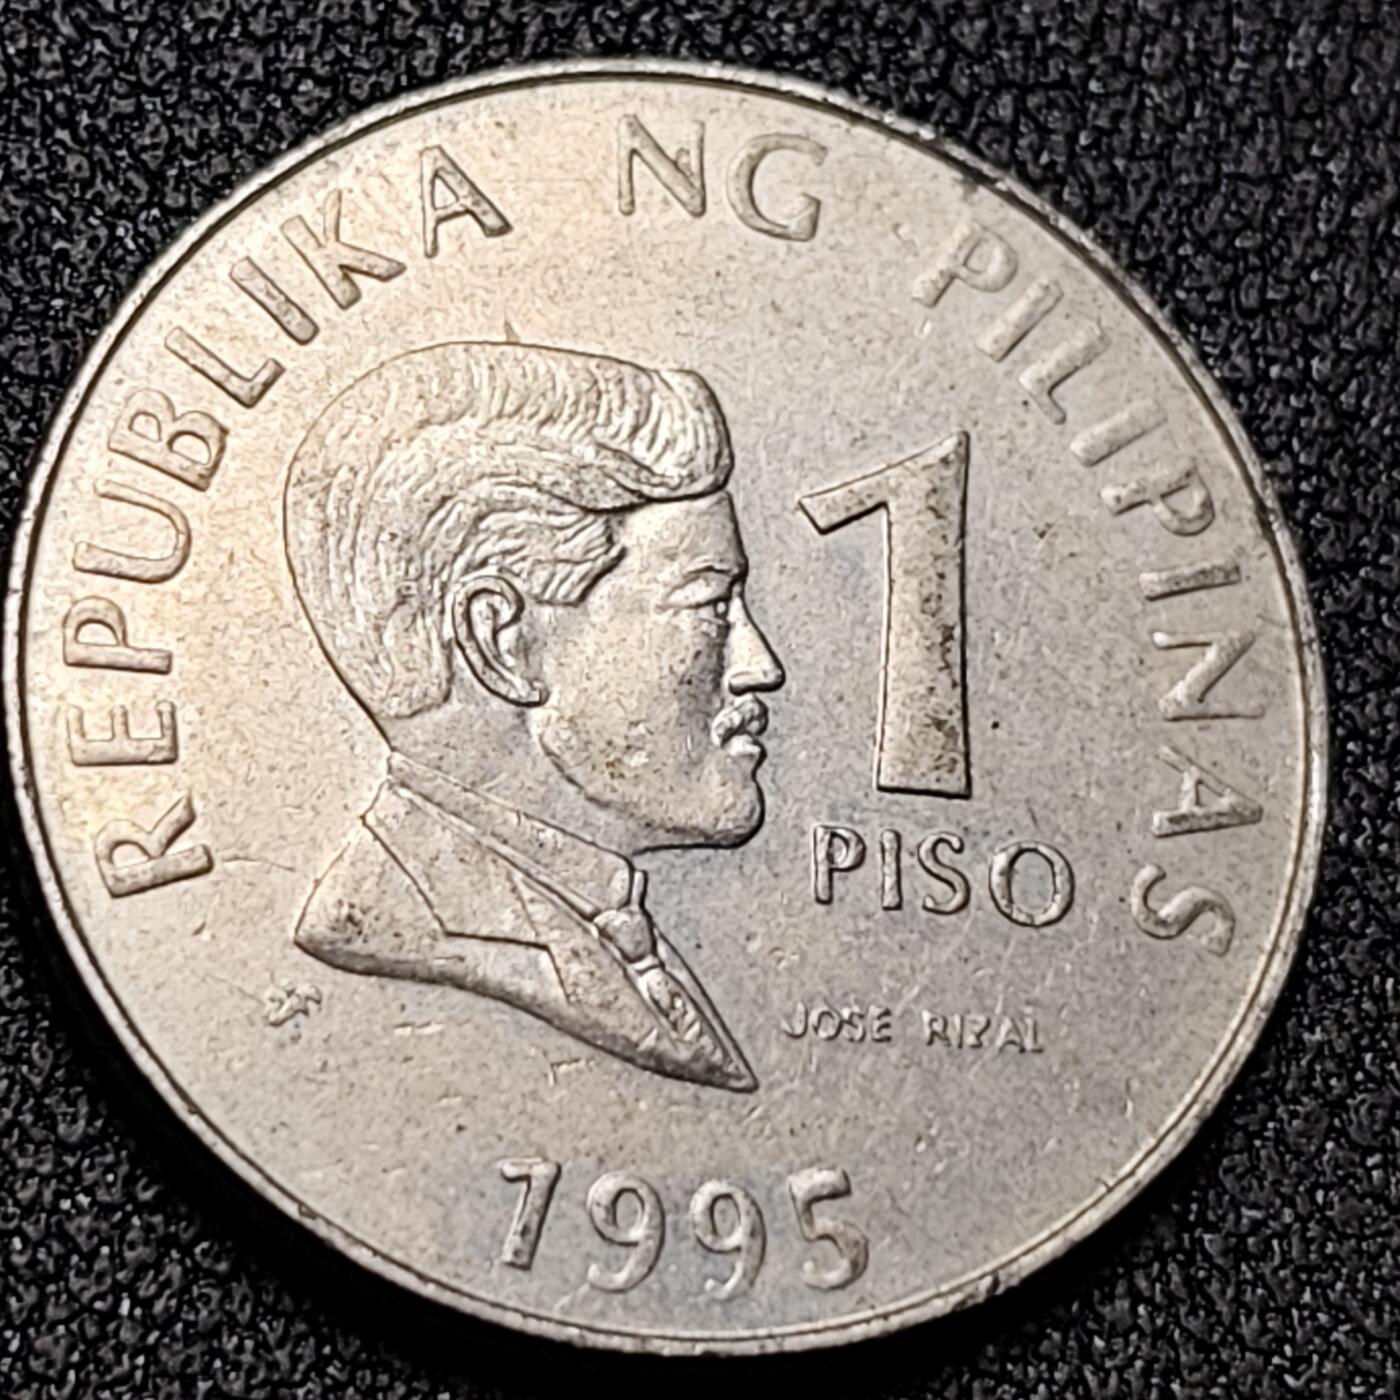 REPUBLIKA NG PILIPINAS
1
PISO
JOSE RIZAL
1995